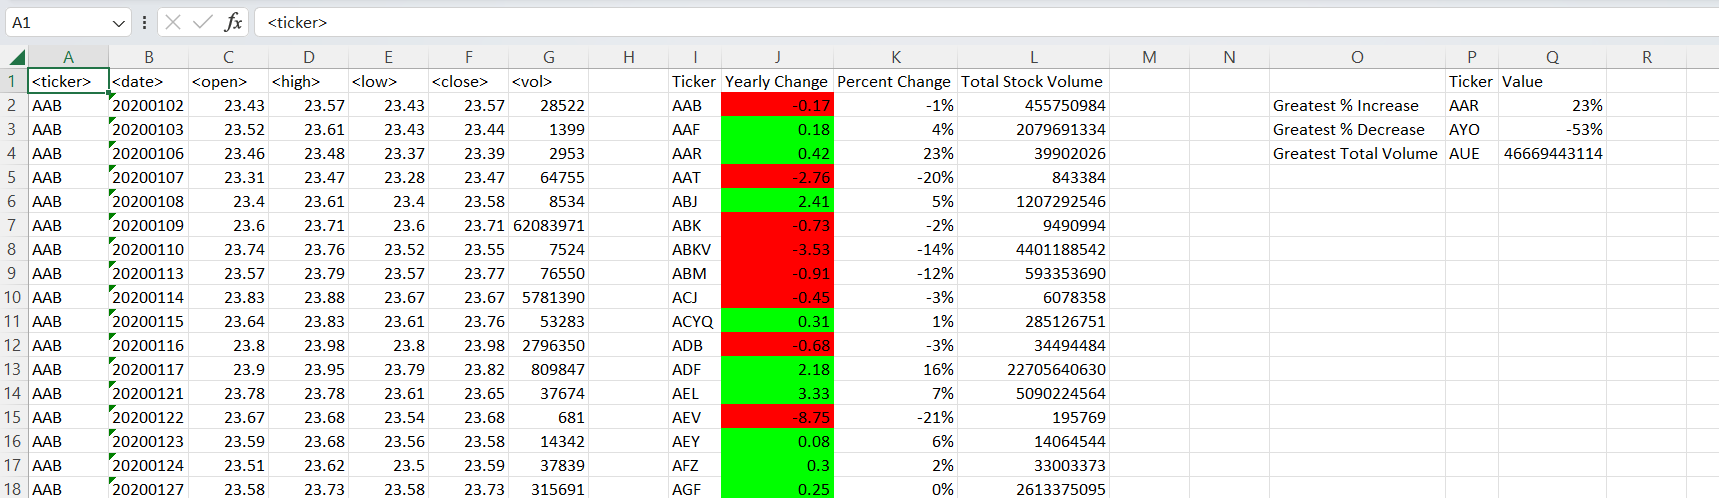 A1 fx <ticker>
A B C D E F G H I J K L M N O P Q R
1 <ticker> <date> <open> <high> <low> <close> <vol> Ticker Yearly Change Percent Change Total Stock Volume Ticker Value
2 AAB 20200102 23.43 23.57 23.43 23.57 28522 AAB -0.17 -1% 455750984 Greatest % Increase AAR 23%
3 AAB 20200103 23.52 23.61 23.43 23.44 1399 AAF 0.18 4% 2079691334 Greatest % Decrease AYO -53%
4 AAB 20200106 23.46 23.48 23.37 23.39 2953 AAR 0.42 23% 39902026 Greatest Total Volume AUE 46669443114
5 AAB 20200107 23.31 23.47 23.28 23.47 64755 AAT -2.76 -20% 843384
6 AAB 20200108 23.4 23.61 23.4 23.58 8534 ABJ 2.41 5% 1207292546
7 AAB 20200109 23.6 23.71 23.6 23.71 62083971 ABK -0.73 -2% 9490994
8 AAB 20200110 23.74 23.76 23.52 23.55 7524 ABKV -3.53 -14% 4401188542
9 AAB 20200113 23.57 23.79 23.57 23.77 76550 ABM -0.91 -12% 593353690
10 AAB 20200114 23.83 23.88 23.67 23.67 5781390 ACJ -0.45 -3% 6078358
11 AAB 20200115 23.64 23.83 23.61 23.76 53283 ACYQ 0.31 1% 285126751
12 AAB 20200116 23.8 23.98 23.8 23.98 2796350 ADB -0.68 -3% 34494484
13 AAB 20200117 23.9 23.95 23.79 23.82 809847 ADF 2.18 16% 22705640630
14 AAB 20200121 23.78 23.78 23.61 23.65 37674 AEL 3.33 7% 5090224564
15 AAB 20200122 23.67 23.68 23.54 23.68 681 AEV -8.75 -21% 195769
16 AAB 20200123 23.59 23.68 23.56 23.58 14342 AEY 0.08 6% 14064544
17 AAB 20200124 23.51 23.62 23.5 23.59 37839 AFZ 0.3 2% 33003373
18 AAB 20200127 23.58 23.73 23.58 23.73 315691 AGF 0.25 0% 2613375095